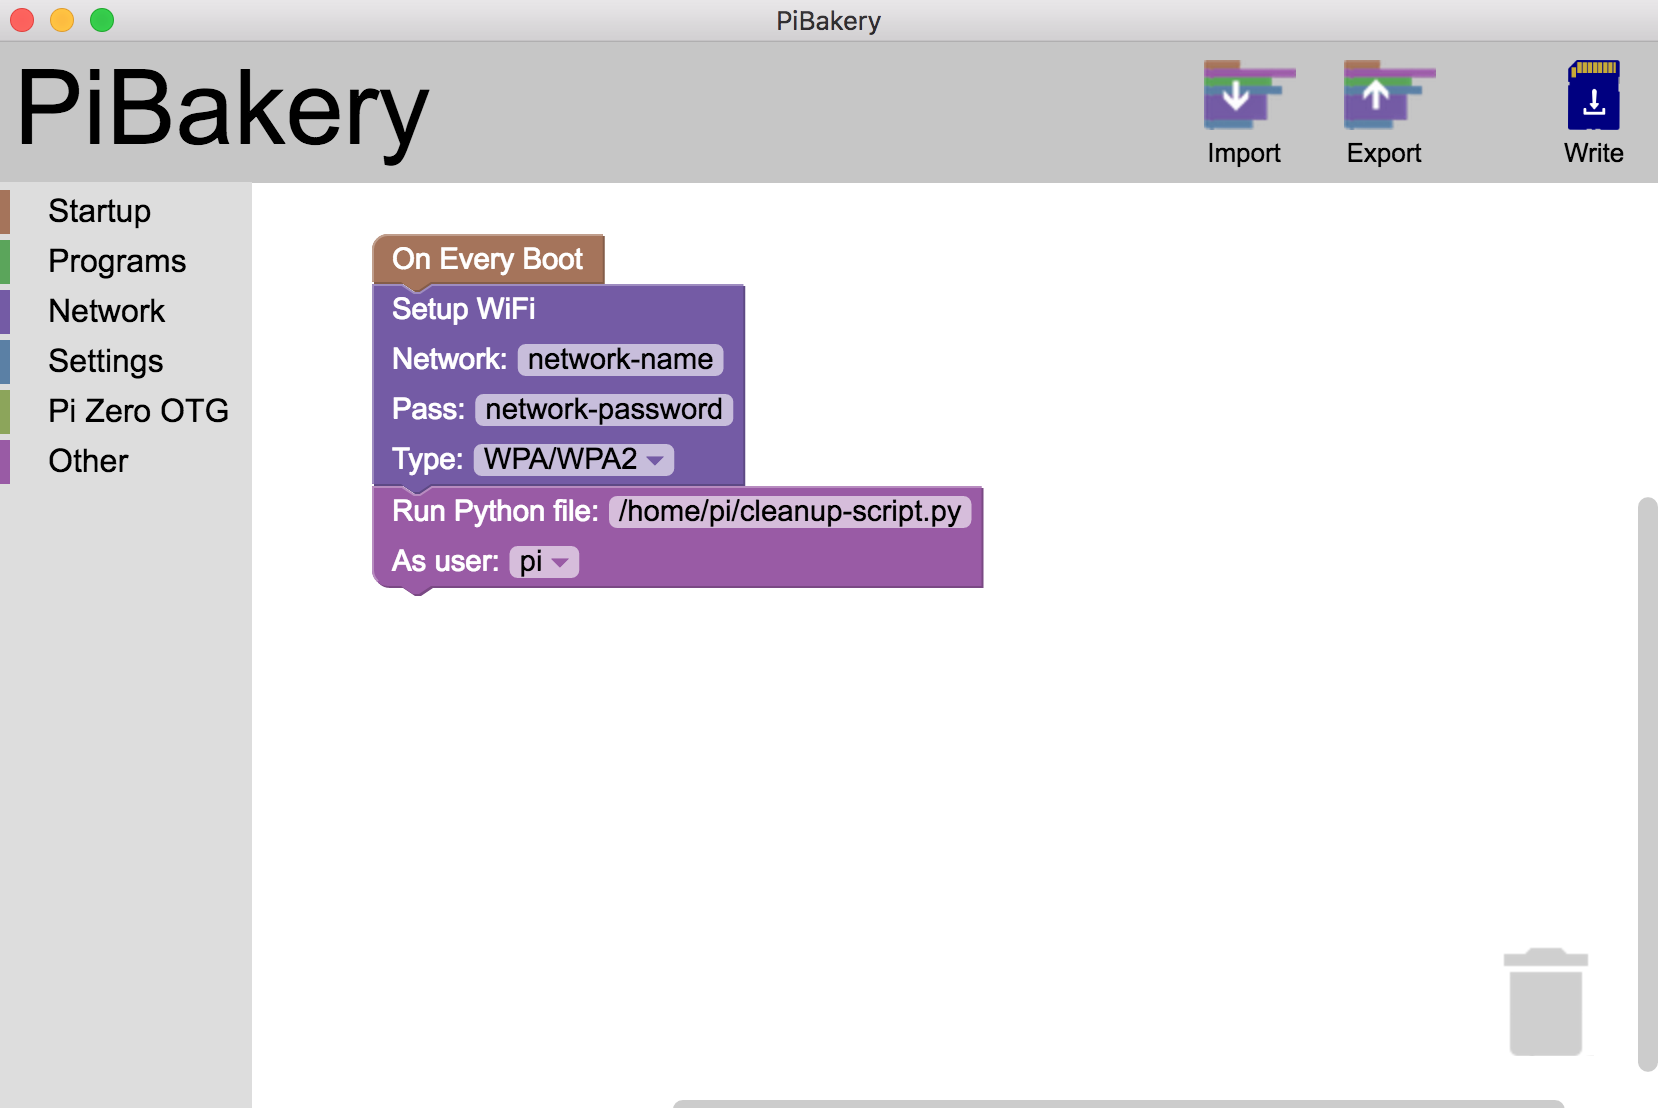 PiBakery
PiBakery
Import
Export
Write
Startup
Programs
Network
Settings
Pi Zero OTG
Other
On Every Boot
Setup WiFi
Network: network-name
Pass: network-password
Type: WPA/WPA2
Run Python file: /home/pi/cleanup-script.py
As user: pi